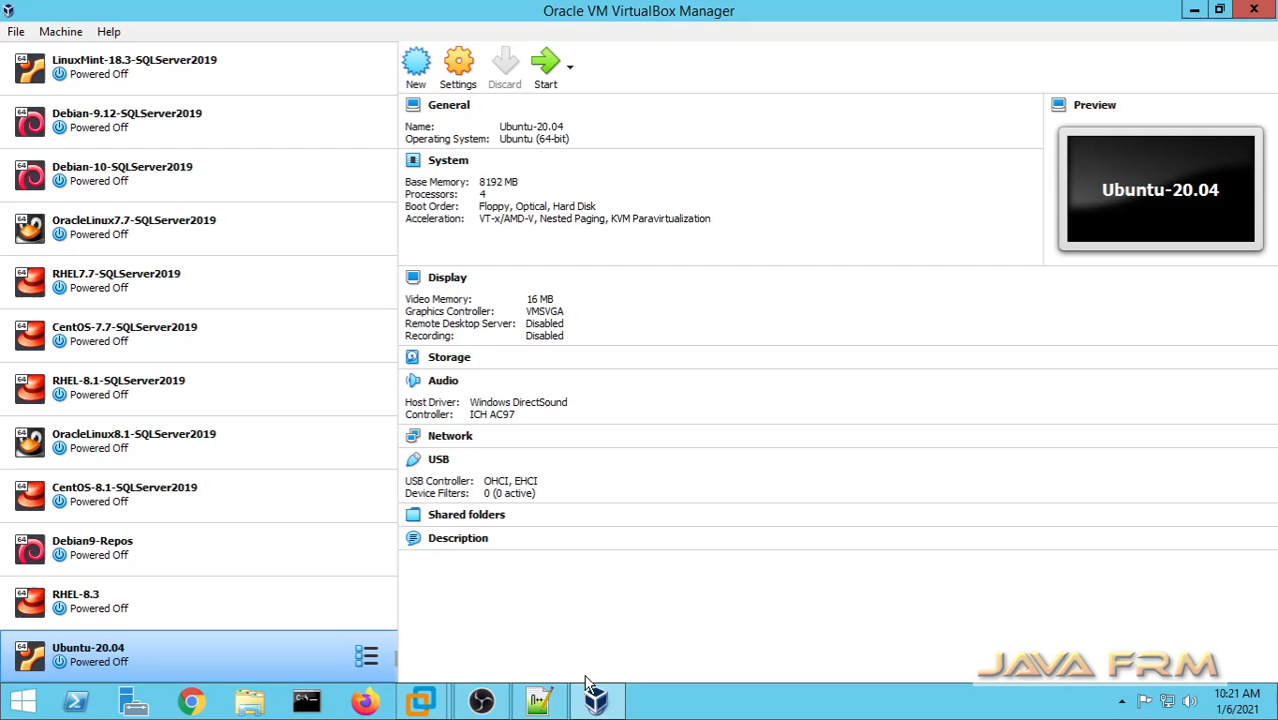 Oracle VM VirtualBox Manager
File Machine Help
LinuxMint-18.3-SQLServer2019
Powered Off
Debian-9.12-SQLServer2019
Powered Off
Debian-10-SQLServer2019
Powered Off
OracleLinux7.7-SQLServer2019
Powered Off
RHEL7.7-SQLServer2019
Powered Off
CentOS-7.7-SQLServer2019
Powered Off
RHEL-8.1-SQLServer2019
Powered Off
OracleLinux8.1-SQLServer2019
Powered Off
CentOS-8.1-SQLServer2019
Powered Off
Debian9-Repos
Powered Off
RHEL-8.3
Powered Off
Ubuntu-20.04
Powered Off
New Settings Discard Start
General
Name: Ubuntu-20.04
Operating System: Ubuntu (64-bit)
System
Base Memory: 8192 MB
Processors: 4
Boot Order: Floppy, Optical, Hard Disk
Acceleration: VT-x/AMD-V, Nested Paging, KVM Paravirtualization
Display
Video Memory: 16 MB
Graphics Controller: VMSVGA
Remote Desktop Server: Disabled
Recording: Disabled
Storage
Audio
Host Driver: Windows DirectSound
Controller: ICH AC97
Network
USB
USB Controller: OHCI, EHCI
Device Filters: 0 (0 active)
Shared folders
Description
Preview
Ubuntu-20.04
JAVA FRM
10:21 AM
1/6/2021